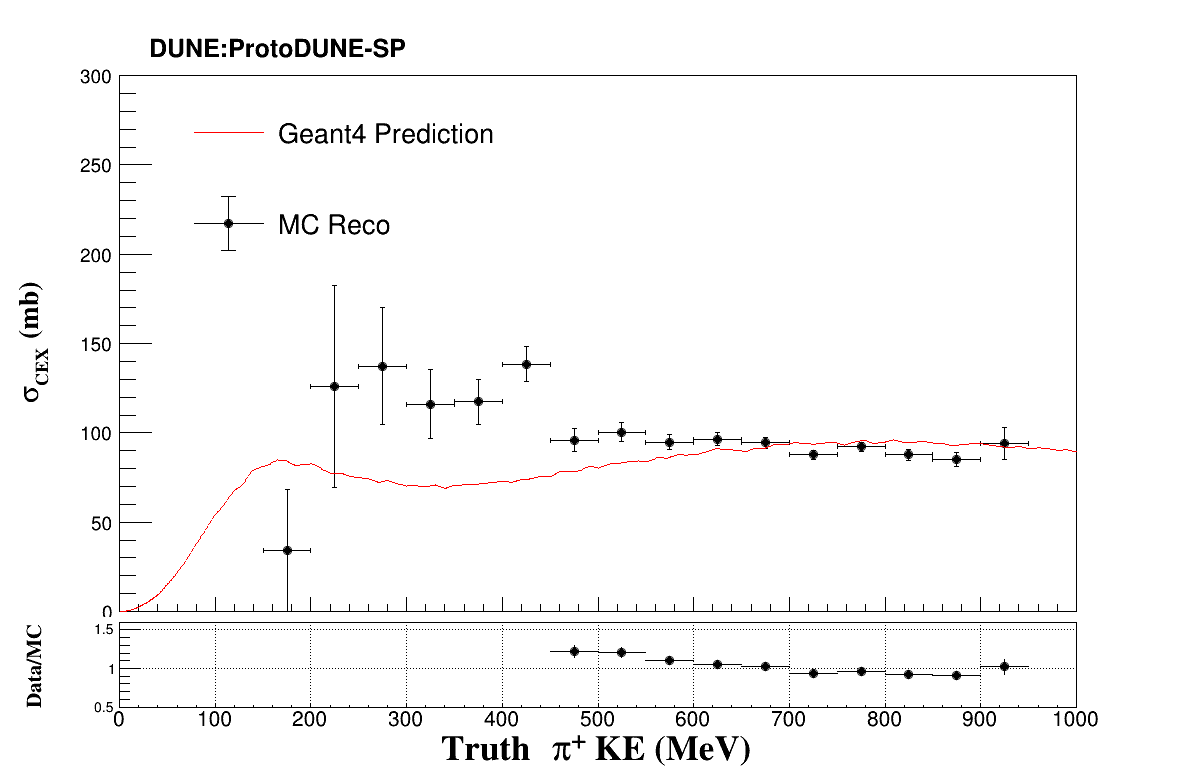 DUNE:ProtoDUNE-SP
300
250
200
150
100
50
0
Geant4 Prediction
MC Reco
σCEX (mb)
1.5
1
0.5
Data/MC
0 100 200 300 400 500 600 700 800 900 1000
Truth π+ KE (MeV)